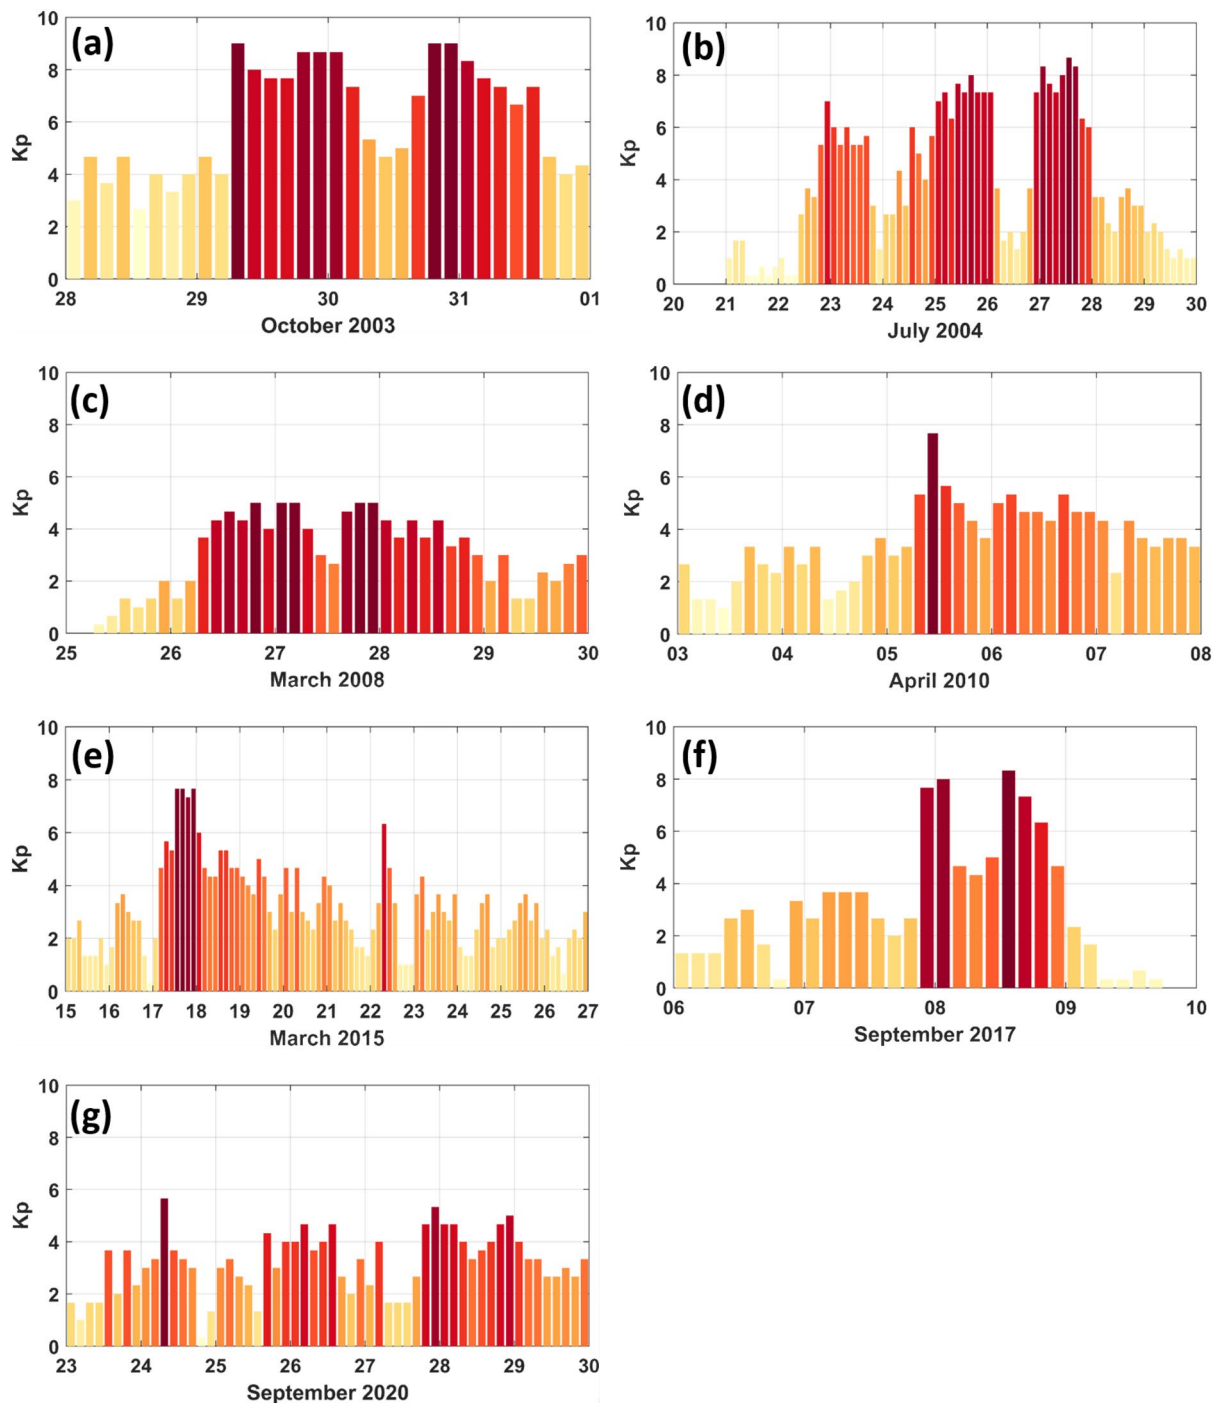 (a)
10
8
6
4
2
0
Kp
28 29 30 31 01
October 2003
(b)
10
8
6
4
2
0
Kp
20 21 22 23 24 25 26 27 28 29 30
July 2004
(c)
10
8
6
4
2
0
Kp
25 26 27 28 29 30
March 2008
(d)
10
8
6
4
2
0
Kp
03 04 05 06 07 08
April 2010
(e)
10
8
6
4
2
0
Kp
15 16 17 18 19 20 21 22 23 24 25 26 27
March 2015
(f)
10
8
6
4
2
0
Kp
06 07 08 09 10
September 2017
(g)
10
8
6
4
2
0
Kp
23 24 25 26 27 28 29 30
September 2020